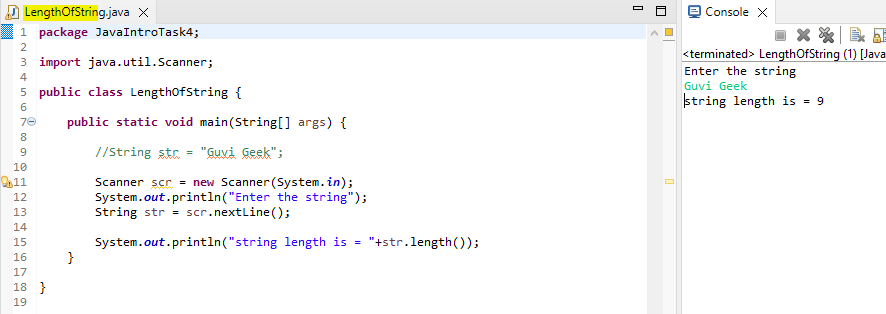 LengthOfString.java
1 package JavaIntroTask4;
2
3 import java.util.Scanner;
4
5 public class LengthOfString {
6
7     public static void main(String[] args) {
8
9         //String str = "Guvi Geek";
10
11         Scanner scr = new Scanner(System.in);
12         System.out.println("Enter the string");
13         String str = scr.nextLine();
14
15         System.out.println("string length is = "+str.length());
16     }
17
18 }
19
Console
<terminated> LengthOfString (1) [Java
Enter the string
Guvi Geek
string length is = 9